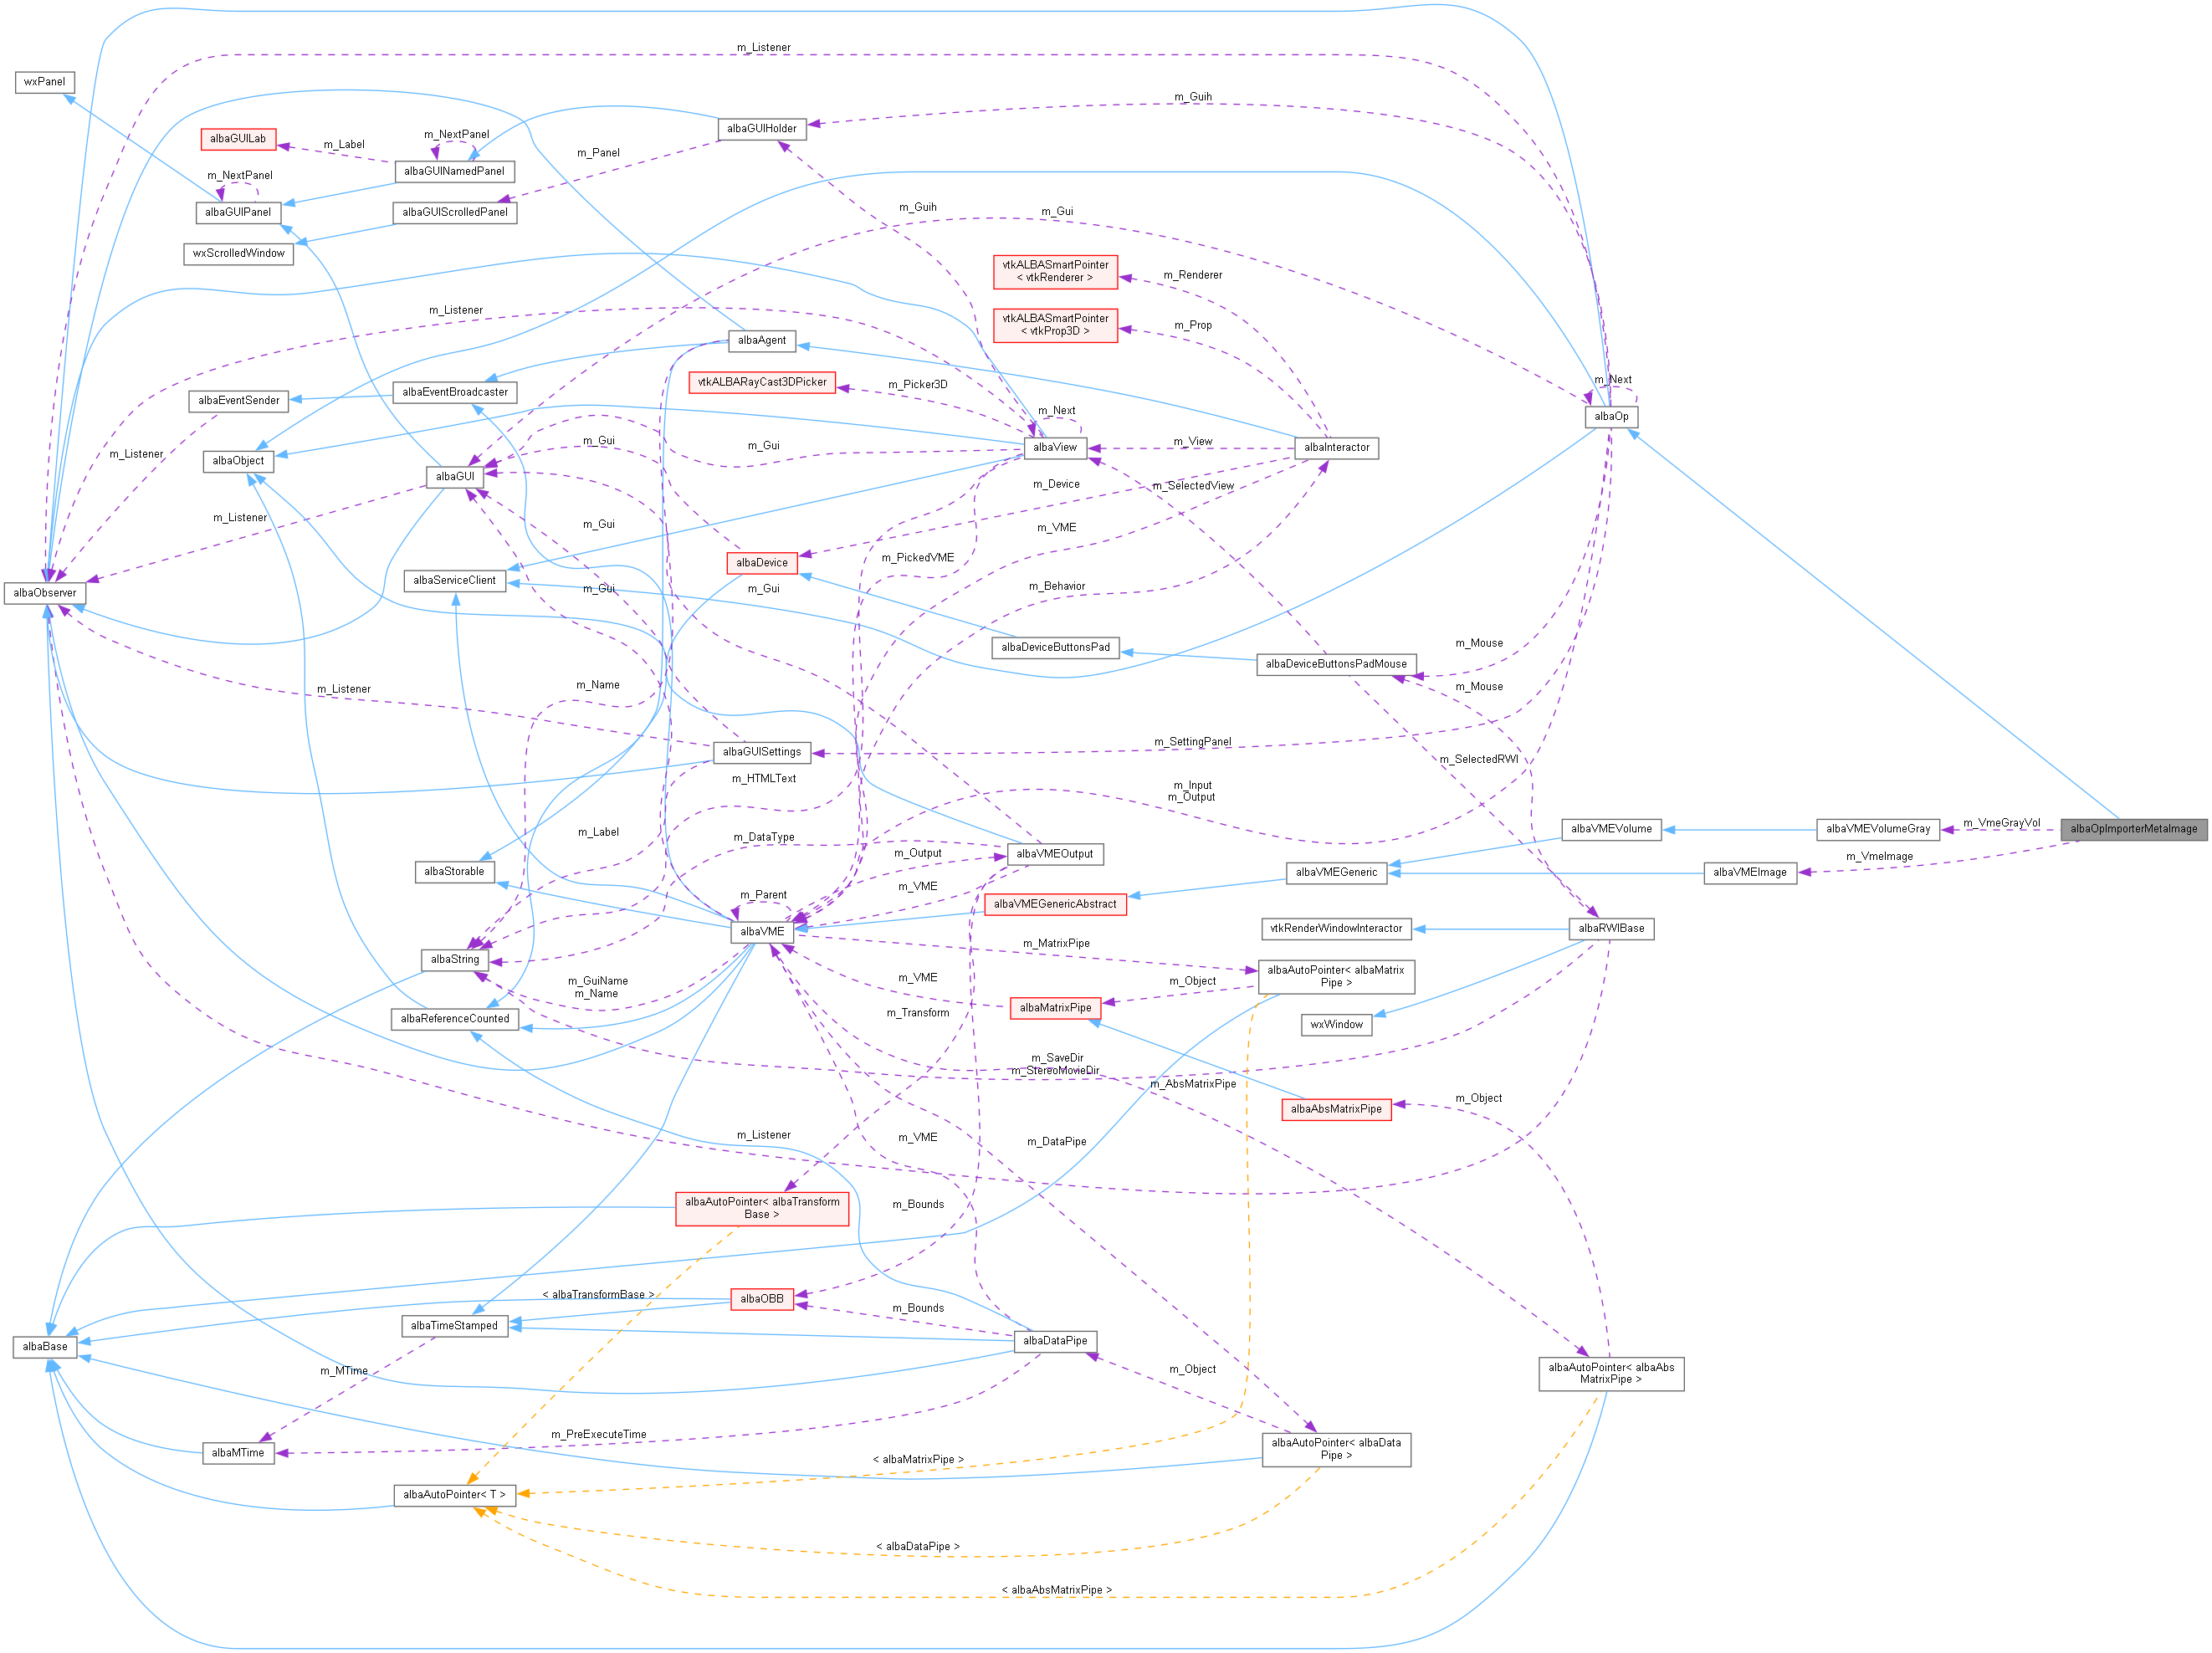 m_Listener
wxPanel
m_Guih
albaGUIHolder
albaGUILab
m_NextPanel
m_Label
m_Panel
albaGUINamedPanel
m_NextPanel
albaGUIPanel
albaGUIScrolledPanel
m_Guih
m_Gui
wxScrolledWindow
vtkALBASmartPointer
< vtkRenderer >
m_Renderer
m_Listener
vtkALBASmartPointer
< vtkProp3D >
m_Prop
albaAgent
vtkALBARayCast3DPicker
m_Picker3D
m_Next
albaEventBroadcaster
albaEventSender
m_Next
albaOp
m_Gui
m_Gui
m_View
albaView
albaInteractor
m_Listener
albaObject
albaGUI
m_Device
m_SelectedView
m_Listener
m_Gui
m_VME
m_PickedVME
albaDevice
albaServiceClient
albaObserver
m_Gui
m_Gui
m_Behavior
albaDeviceButtonsPad
m_Mouse
albaDeviceButtonsPadMouse
m_Name
m_Listener
m_Mouse
m_SettingPanel
albaGUISettings
m_SelectedRWI
m_HTMLText
m_Input
m_Output
m_Label
m_DataType
albaVMEVolume
albaVMEVolumeGray
m_VmeGrayVol
albaOpImporterMetaImage
m_Output
albaVMEOutput
m_VmeImage
albaStorable
albaVMEGeneric
albaVMEImage
m_Parent
m_VME
albaVMEGenericAbstract
albaVME
vtkRenderWindowInteractor
albaRWIBase
albaString
m_MatrixPipe
albaAutoPointer< albaMatrix
Pipe >
m_GuiName
m_Name
m_VME
m_Object
albaMatrixPipe
albaReferenceCounted
m_Transform
wxWindow
m_SaveDir
m_StereoMovieDir
m_AbsMatrixPipe
m_Object
albaAbsMatrixPipe
m_Listener
m_VME
m_DataPipe
albaAutoPointer< albaTransform
Base >
m_Bounds
< albaTransformBase >
albaOBB
m_Bounds
albaTimeStamped
albaBase
albaDataPipe
m_MTime
m_Object
albaAutoPointer< albaAbs
MatrixPipe >
m_PreExecuteTime
albaMTime
albaAutoPointer< albaData
Pipe >
< albaMatrixPipe >
albaAutoPointer< T >
< albaDataPipe >
< albaAbsMatrixPipe >